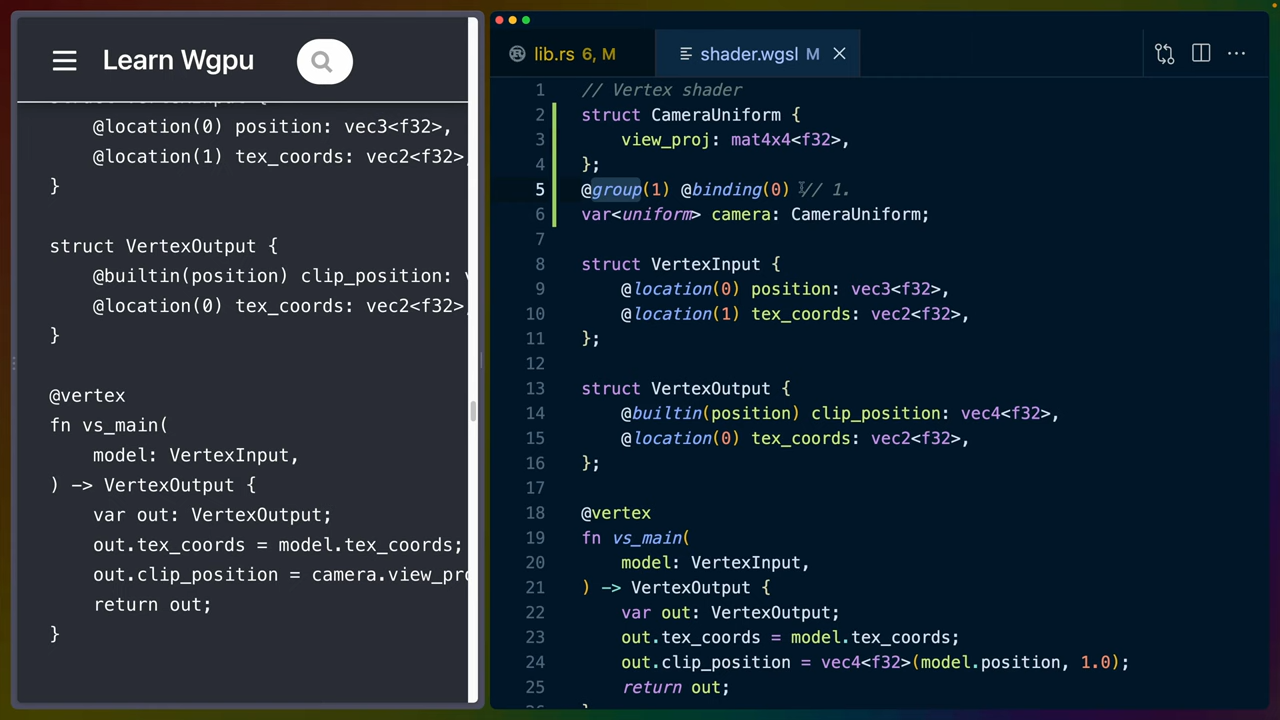 Learn Wgpu
@location(0) position: vec3<f32>,
@location(1) tex_coords: vec2<f32>,
}
struct VertexOutput {
@builtin(position) clip_position:
@location(0) tex_coords: vec2<f32>,
}
@vertex
fn vs_main(
model: VertexInput,
) -> VertexOutput {
var out: VertexOutput;
out.tex_coords = model.tex_coords;
out.clip_position = camera.view_pro
return out;
}
lib.rs 6, M
shader.wgsl M
1 // Vertex shader
2 struct CameraUniform {
3 view_proj: mat4x4<f32>,
4 };
5 @group(1) @binding(0) // 1.
6 var<uniform> camera: CameraUniform;
7
8 struct VertexInput {
9 @location(0) position: vec3<f32>,
10 @location(1) tex_coords: vec2<f32>,
11 };
12
13 struct VertexOutput {
14 @builtin(position) clip_position: vec4<f32>,
15 @location(0) tex_coords: vec2<f32>,
16 };
17
18 @vertex
19 fn vs_main(
20 model: VertexInput,
21 ) -> VertexOutput {
22 var out: VertexOutput;
23 out.tex_coords = model.tex_coords;
24 out.clip_position = vec4<f32>(model.position, 1.0);
25 return out;